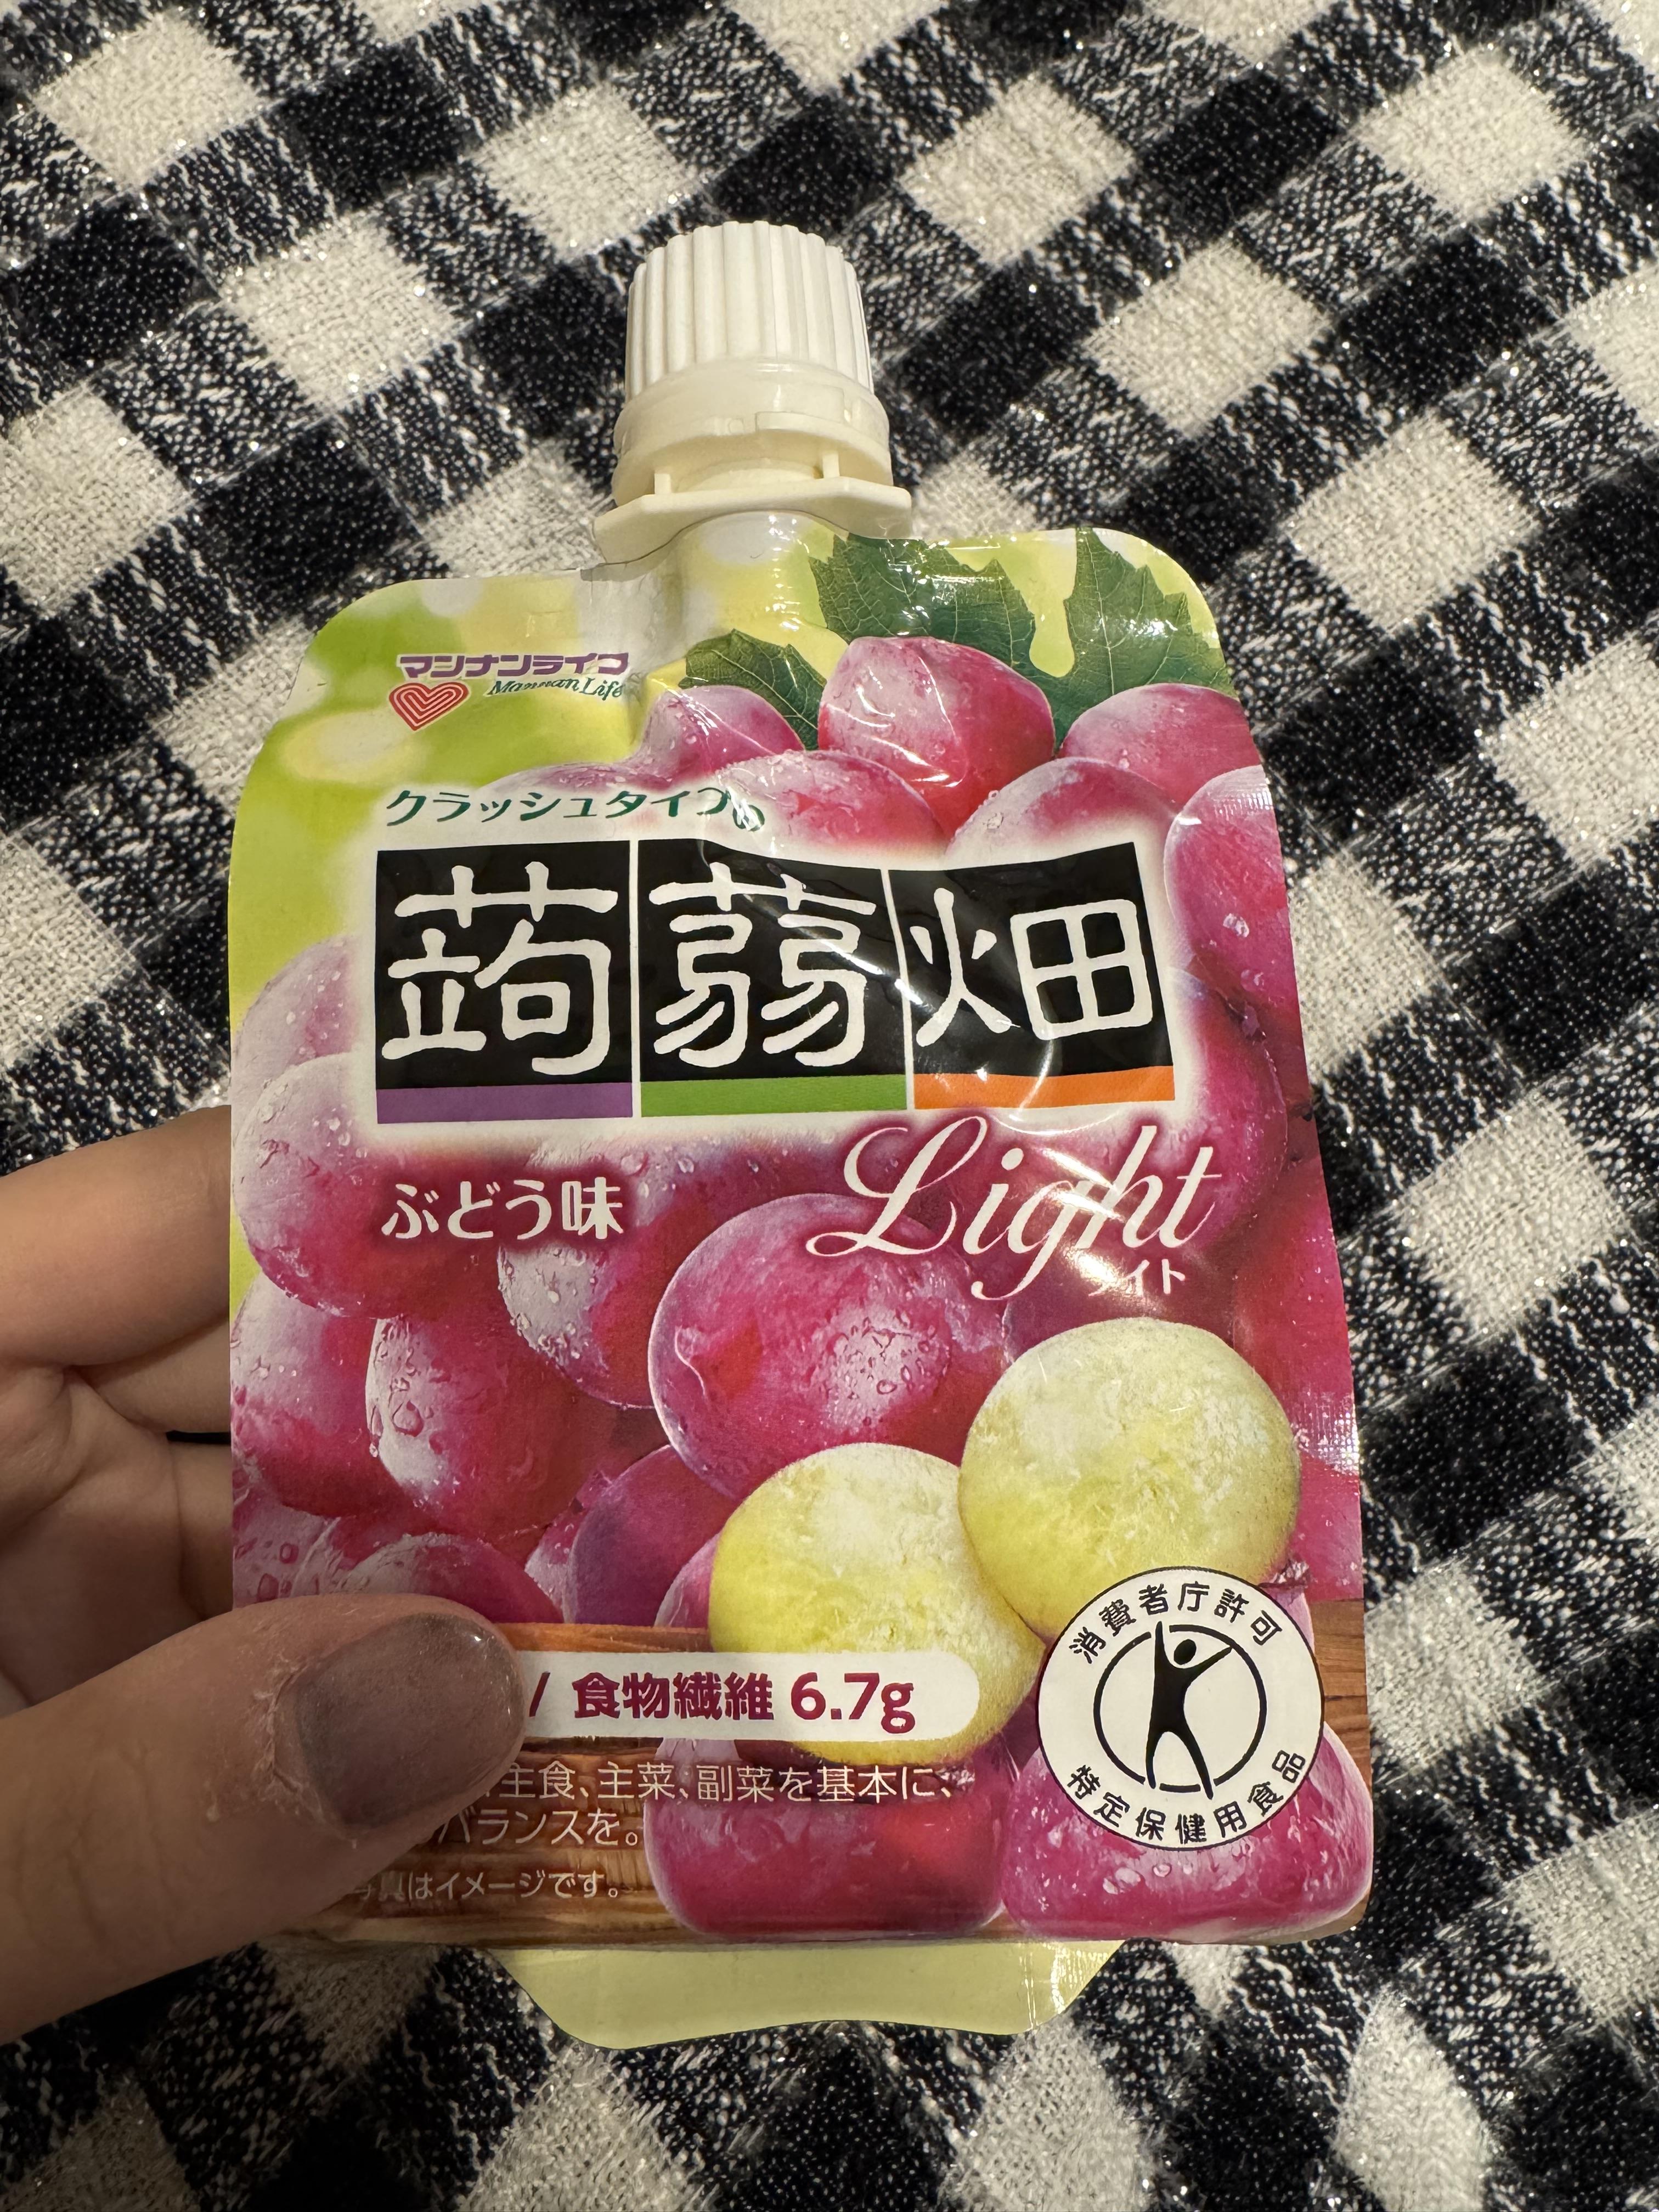 マンナンライフ
MannanLife
クラッシュタイプの
蒟蒻畑
Light
ぶどう味
/ 食物繊維 6.7g
主食、主菜、副菜を基本に、
バランスを。
写真はイメージです。
消費者庁許可
特定保健用食品